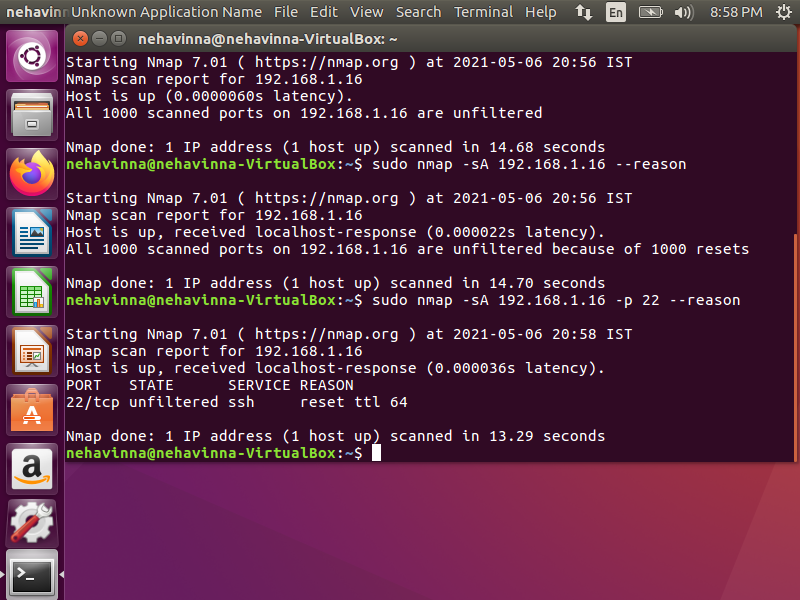 nehavinn Unknown Application Name File Edit View Search Terminal Help En 8:58 PM
nehavinna@nehavinna-VirtualBox: ~
Starting Nmap 7.01 ( https://nmap.org ) at 2021-05-06 20:56 IST
Nmap scan report for 192.168.1.16
Host is up (0.0000060s latency).
All 1000 scanned ports on 192.168.1.16 are unfiltered
Nmap done: 1 IP address (1 host up) scanned in 14.68 seconds
nehavinna@nehavinna-VirtualBox:~$ sudo nmap -sA 192.168.1.16 --reason
Starting Nmap 7.01 ( https://nmap.org ) at 2021-05-06 20:56 IST
Nmap scan report for 192.168.1.16
Host is up, received localhost-response (0.000022s latency).
All 1000 scanned ports on 192.168.1.16 are unfiltered because of 1000 resets
Nmap done: 1 IP address (1 host up) scanned in 14.70 seconds
nehavinna@nehavinna-VirtualBox:~$ sudo nmap -sA 192.168.1.16 -p 22 --reason
Starting Nmap 7.01 ( https://nmap.org ) at 2021-05-06 20:58 IST
Nmap scan report for 192.168.1.16
Host is up, received localhost-response (0.000036s latency).
PORT   STATE      SERVICE REASON
22/tcp unfiltered ssh     reset ttl 64
Nmap done: 1 IP address (1 host up) scanned in 13.29 seconds
nehavinna@nehavinna-VirtualBox:~$